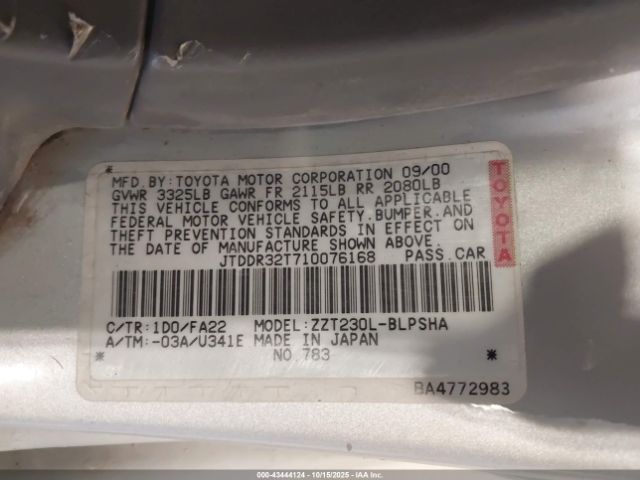 MFD.BY:TOYOTA MOTOR CORPORATION 09/00
GVWR 3325LB GAWR FR 2115LB RR 2080LB
THIS VEHICLE CONFORMS TO ALL APPLICABLE
FEDERAL MOTOR VEHICLE SAFETY,BUMPER,AND
THEFT PREVENTION STANDARDS IN EFFECT ON
THE DATE OF MANUFACTURE SHOWN ABOVE.
JTDDR32T710076168 PASS.CAR
TOYOTA
C/TR:1D0/FA22 MODEL:ZZT230L-BLPSHA
A/TM:-03A/U341E MADE IN JAPAN
* NO.783 *
BA4772983
000-43444124 - 10/15/2025 - IAA Inc.